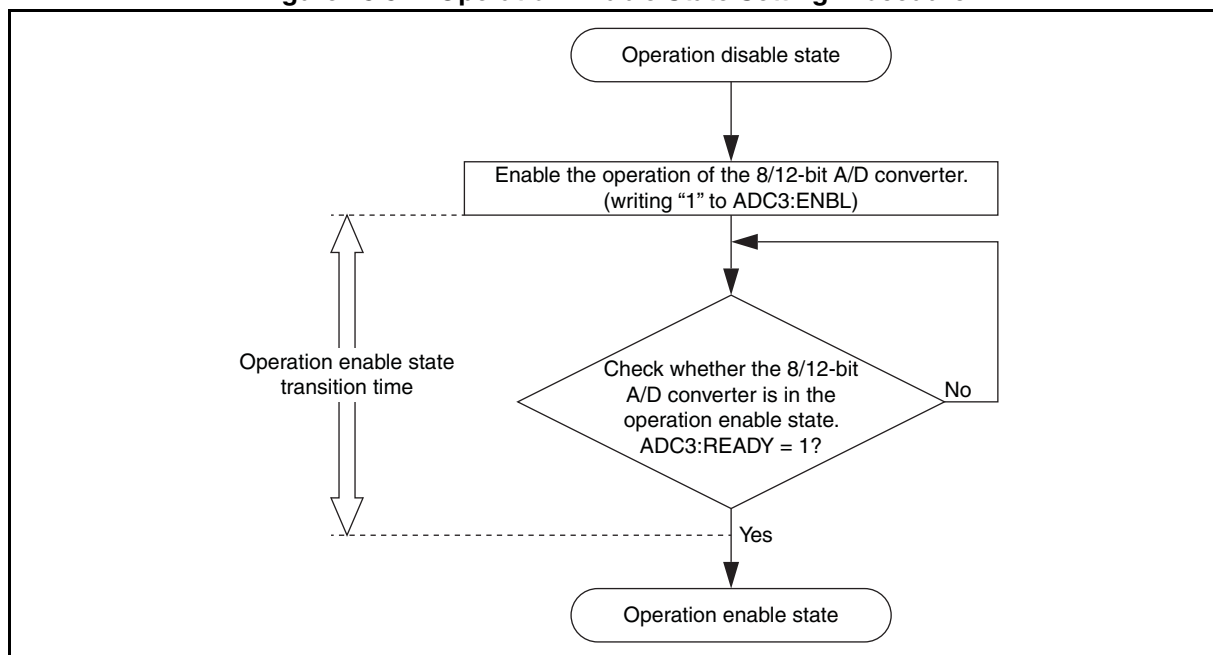 Operation disable state
Enable the operation of the 8/12-bit A/D converter.
(writing “1” to ADC3:ENBL)
Operation enable state
transition time
Check whether the 8/12-bit
A/D converter is in the
operation enable state.
ADC3:READY = 1?
No
Yes
Operation enable state